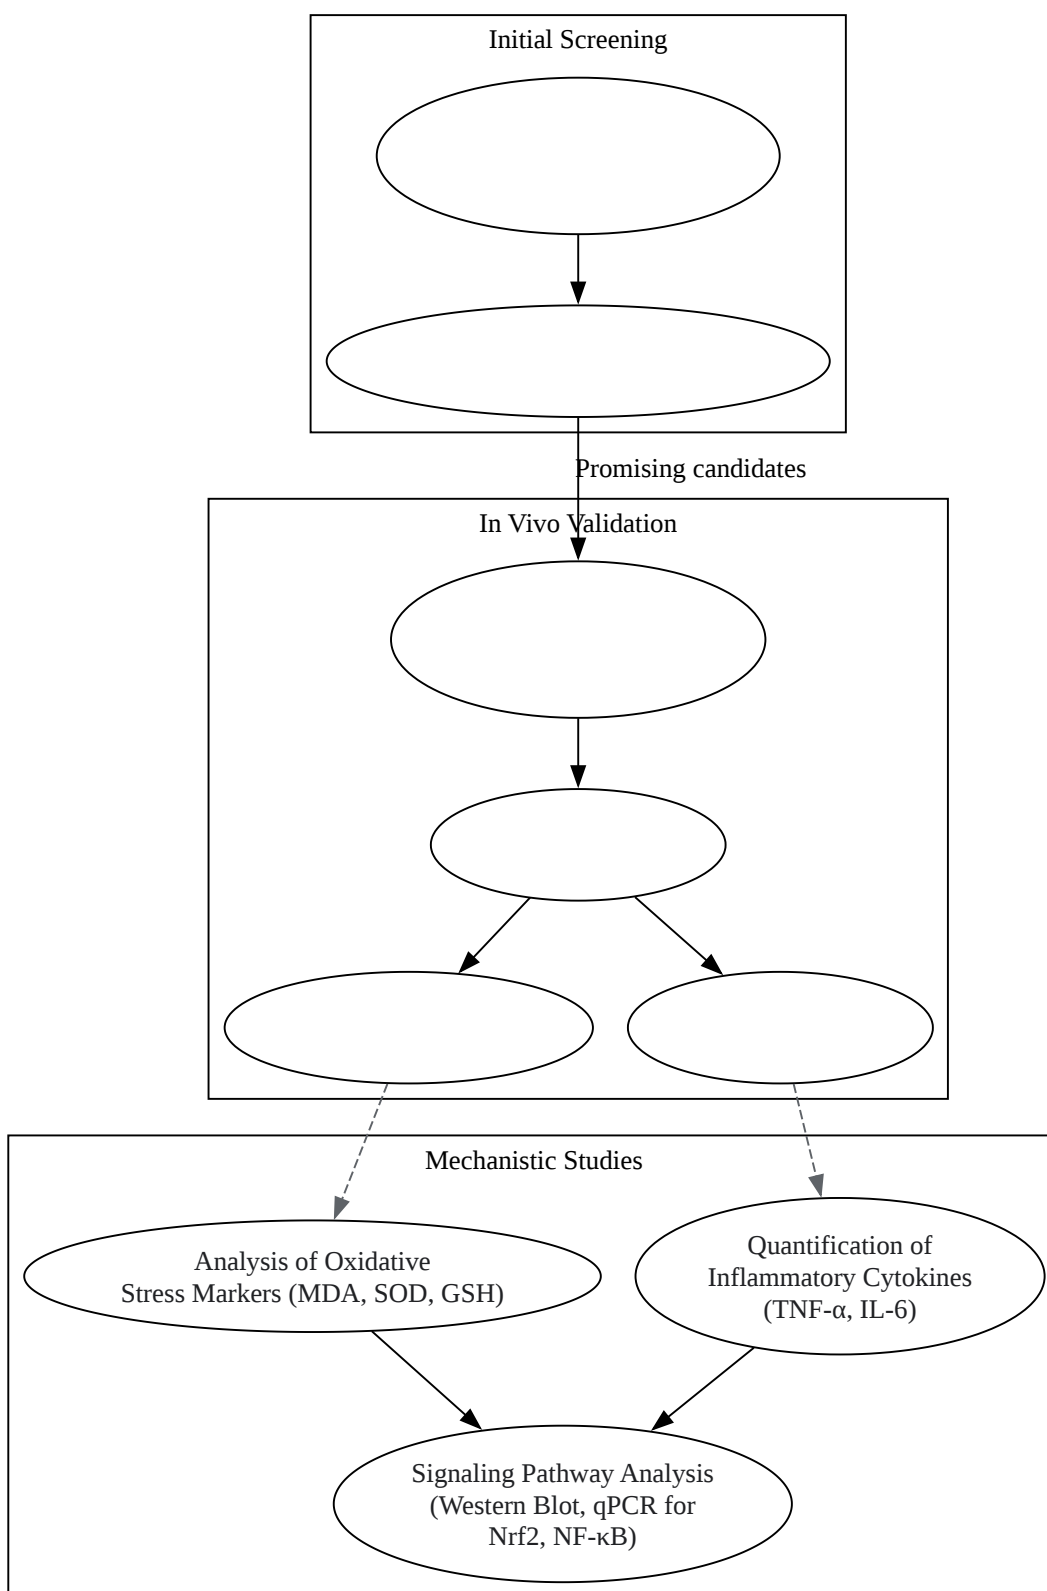 Initial Screening
Promising candidates
In Vivo Validation
Mechanistic Studies
Analysis of Oxidative
Stress Markers (MDA, SOD, GSH)
Quantification of
Inflammatory Cytokines
(TNF-α, IL-6)
Signaling Pathway Analysis
(Western Blot, qPCR for
Nrf2, NF-κB)